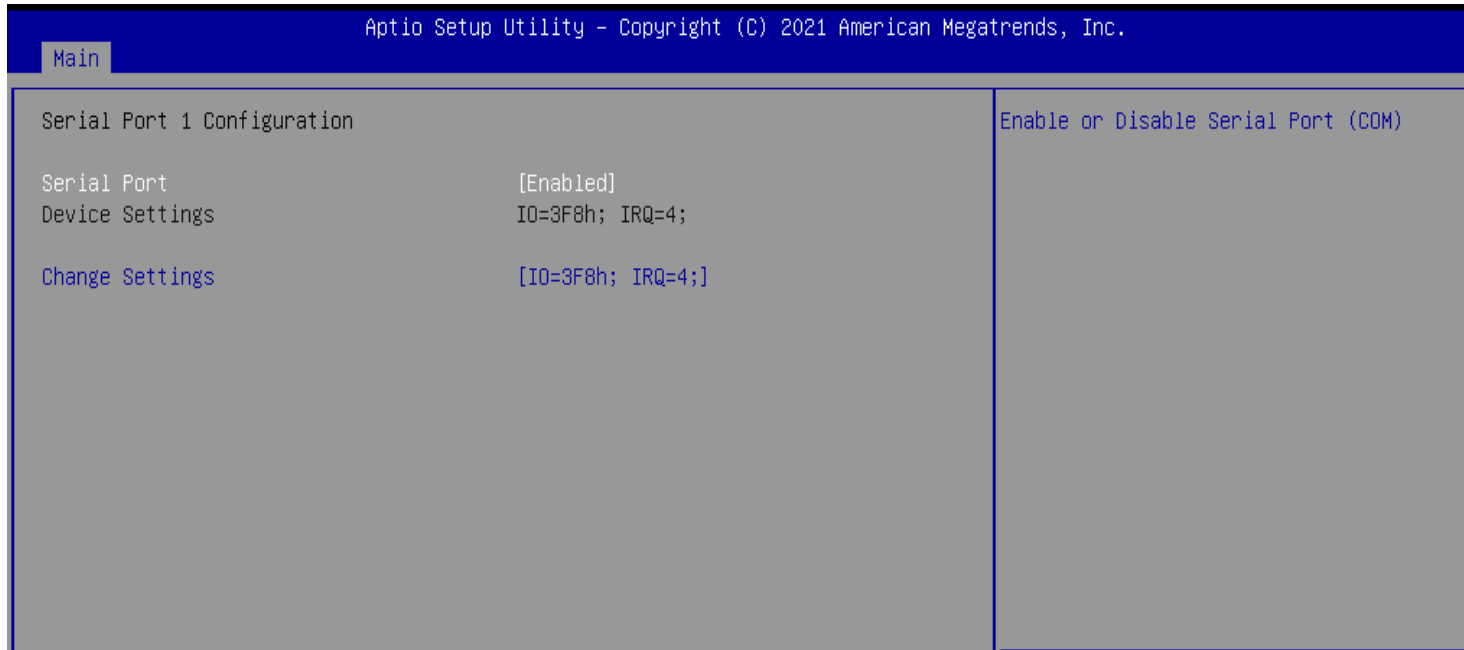 Aptio Setup Utility – Copyright (C) 2021 American Megatrends, Inc.
Main
Serial Port 1 Configuration
Serial Port [Enabled]
Device Settings IO=3F8h; IRQ=4;
Change Settings [IO=3F8h; IRQ=4;]
Enable or Disable Serial Port (COM)